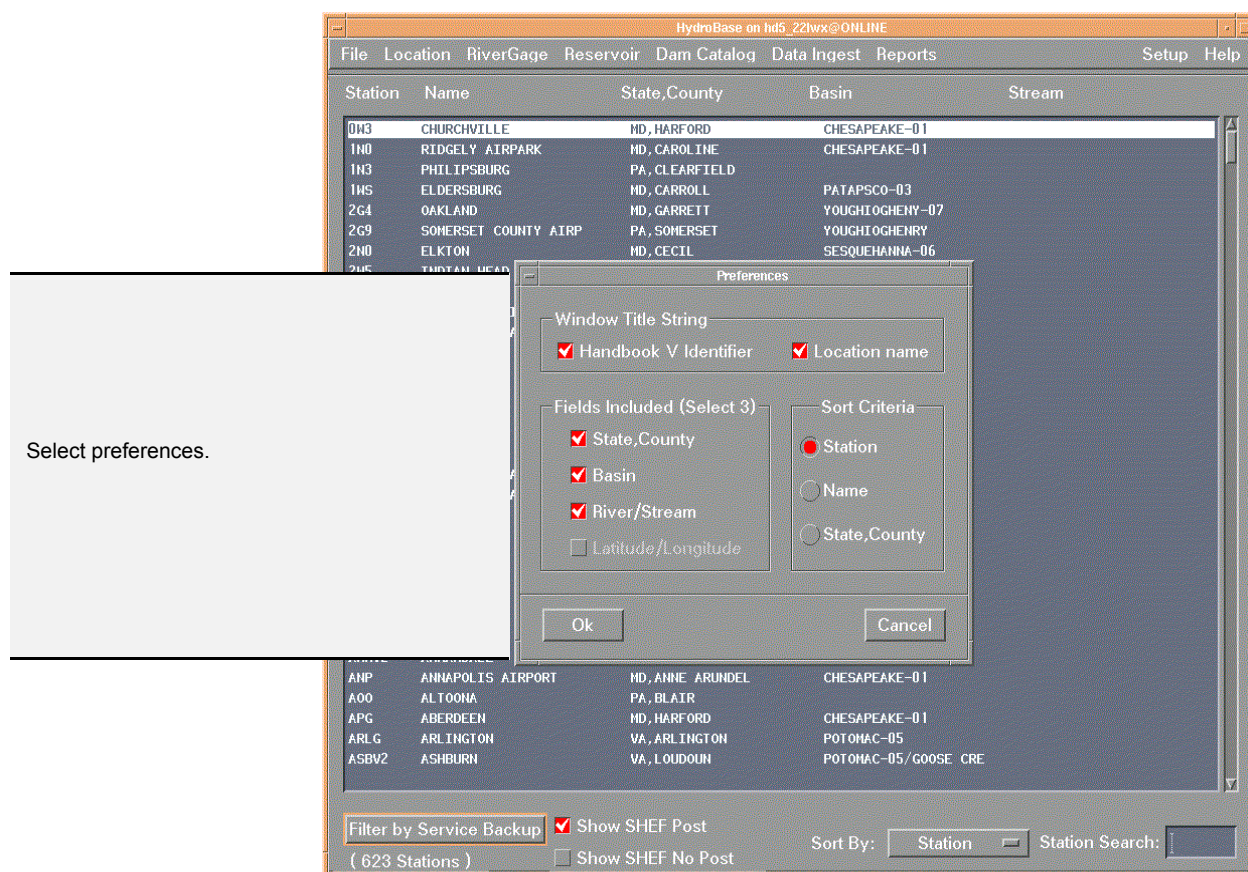 HydroBase on hd5_22lwx@ONLINE
File Location RiverGage Reservoir Dam Catalog Data Ingest Reports Setup Help
Station Name State,County Basin Stream
0W3 CHURCHVILLE MD,HARFORD CHESAPEAKE-01
1N0 RIDGELY AIRPARK MD,CAROLINE CHESAPEAKE-01
1N3 PHILIPSBURG PA,CLEARFIELD
1WS ELDERSBURG MD,CARROLL PATAPSCO-03
2G4 OAKLAND MD,GARRETT YOUGHIOGHENY-07
2G9 SOMERSET COUNTY AIRP PA,SOMERSET YOUGHIOGHENRY
2N0 ELKTON MD,CECIL SESQUEHANNA-06
2W5 INDIAN HEAD
Preferences
Window Title String
Handbook V Identifier Location name
Fields Included (Select 3) Sort Criteria
State,County Station
Basin Name
River/Stream State,County
Latitude/Longitude
Ok Cancel
Select preferences.
ANP ANNAPOLIS AIRPORT MD,ANNE ARUNDEL CHESAPEAKE-01
AOO ALTOONA PA,BLAIR
APG ABERDEEN MD,HARFORD CHESAPEAKE-01
ARLG ARLINGTON VA,ARLINGTON POTOMAC-05
ASBV2 ASHBURN VA,LOUDOUN POTOMAC-05/GOOSE CRE
Filter by Service Backup Show SHEF Post Sort By: Station Station Search:
( 623 Stations ) Show SHEF No Post